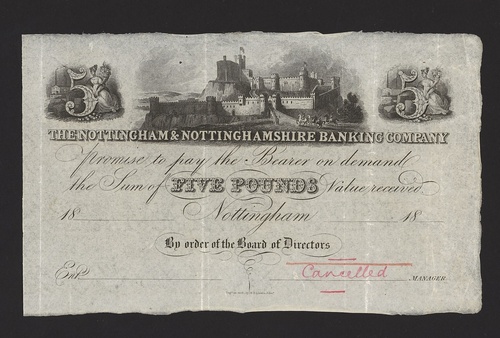 5 5
THE NOTTINGHAM & NOTTINGHAMSHIRE BANKING COMPANY
promise to pay the Bearer on demand
the Sum of FIVE POUNDS Value received
18 Nottingham 18
By order of the Board of Directors
Entd Cancelled MANAGER.